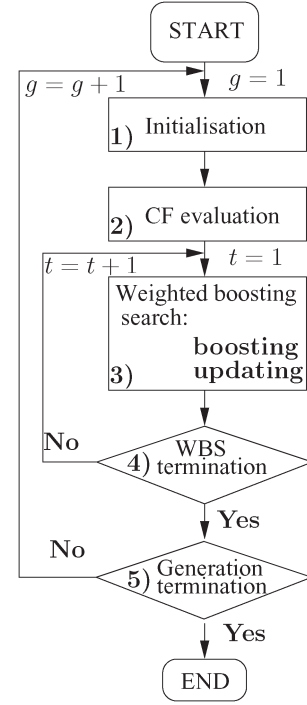 START
g = g + 1
g = 1
1) Initialisation
2) CF evaluation
t = t + 1
t = 1
Weighted boosting
search:
boosting
3) updating
No
4) WBS
termination
Yes
No
5) Generation
termination
Yes
END